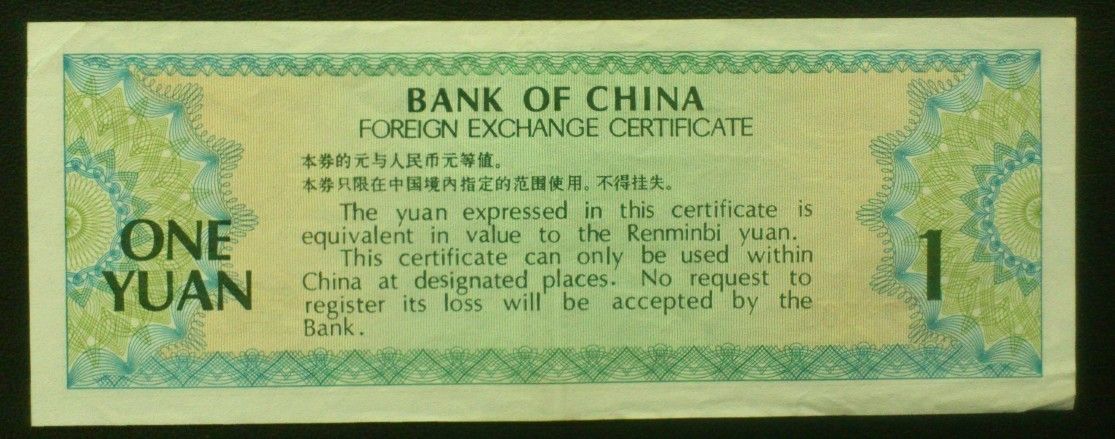 BANK OF CHINA
FOREIGN EXCHANGE CERTIFICATE
本券的元与人民币元等值。
本券只限在中国境内指定的范围使用。不得挂失。
The yuan expressed in this certificate is
equivalent in value to the Renminbi yuan.
This certificate can only be used within
China at designated places. No request to
register its loss will be accepted by the
Bank.
ONE
YUAN
1